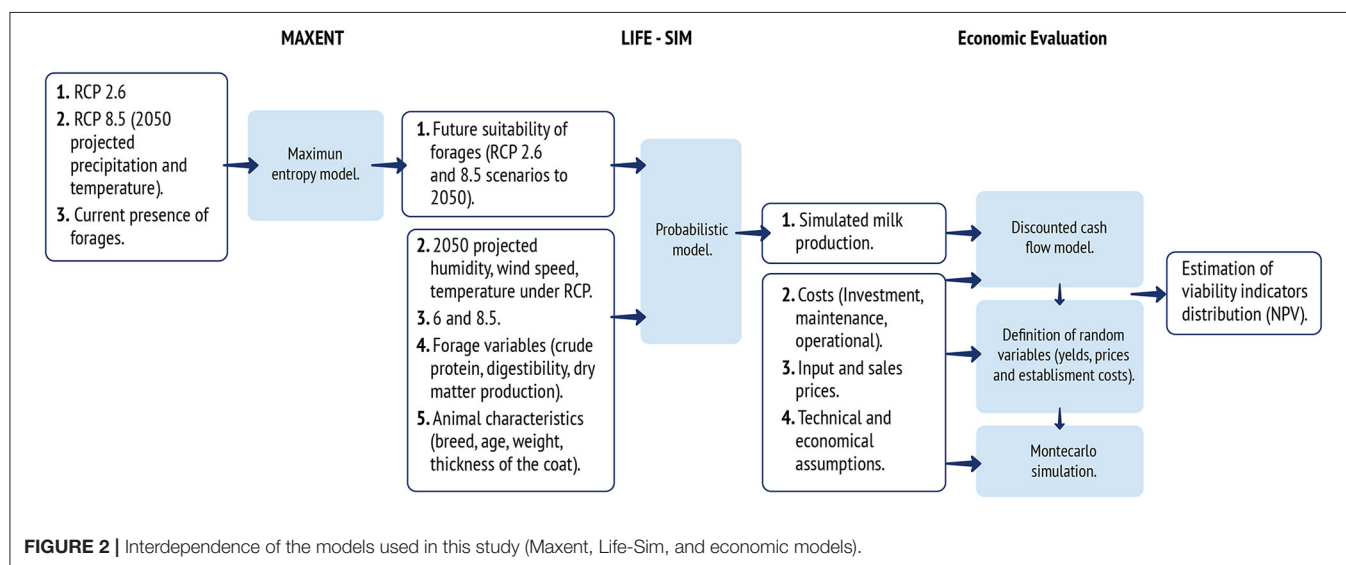 MAXENT
LIFE - SIM
Economic Evaluation
1. RCP 2.6
2. RCP 8.5 (2050
projected
precipitation and
temperature).
3. Current presence of
forages.
Maximun
entropy model.
1. Future suitability of
forages (RCP 2.6
and 8.5 scenarios to
2050).
2. 2050 projected
humidity, wind speed,
temperature under RCP.
3. 6 and 8.5.
4. Forage variables (crude
protein, digestibility, dry
matter production).
5. Animal characteristics
(breed, age, weight,
thickness of the coat).
Probabilistic
model.
1. Simulated milk
production.
2. Costs (Investment,
maintenance,
operational).
3. Input and sales
prices.
4. Technical and
economical
assumptions.
Discounted cash
flow model.
Definition of random
variables (yelds, prices
and establisment costs).
Montecarlo
simulation.
Estimation of
viability indicators
distribution (NPV).
FIGURE 2 | Interdependence of the models used in this study (Maxent, Life-Sim, and economic models).